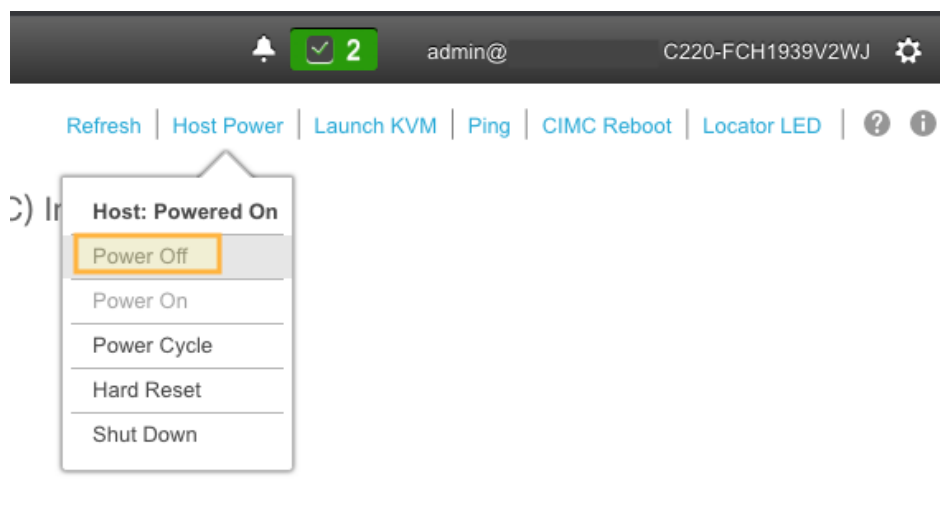 2 admin@ C220-FCH1939V2WJ
Refresh Host Power Launch KVM Ping CIMC Reboot Locator LED ? i
C) I
Host: Powered On
Power Off
Power On
Power Cycle
Hard Reset
Shut Down